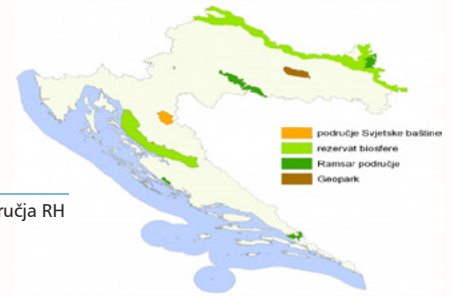 područje Svjetske baštine
rezervat biosfere
Ramsar područje
Geopark
ručja RH